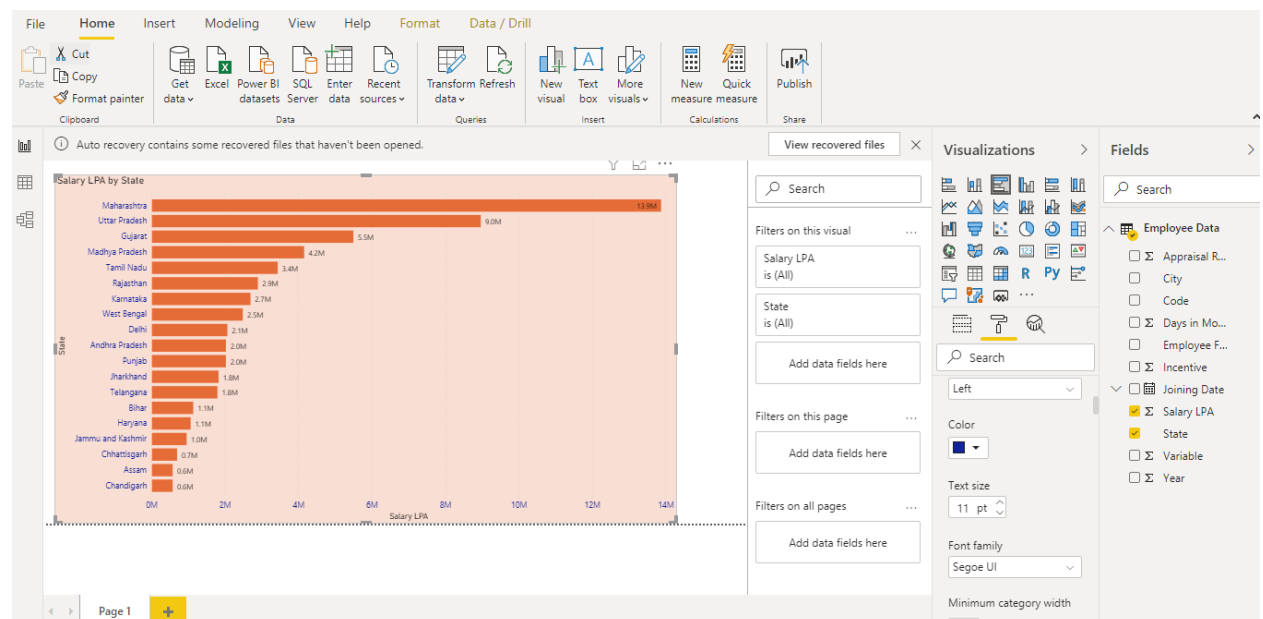 File Home Insert Modeling View Help Format Data / Drill
Paste
Cut
Copy
Format painter
Clipboard
Get data
Excel
Power BI datasets
SQL Server
Enter data
Recent sources
Data
Transform data
Refresh
Queries
New visual
Text box
More visuals
Insert
New measure
Quick measure
Calculations
Publish
Share
Auto recovery contains some recovered files that haven't been opened.
View recovered files
Salary LPA by State
State
Maharashtra 13.9M
Uttar Pradesh 9.0M
Gujarat 5.5M
Madhya Pradesh 4.2M
Tamil Nadu 3.4M
Rajasthan 2.9M
Karnataka 2.7M
West Bengal 2.5M
Delhi 2.1M
Andhra Pradesh 2.0M
Punjab 2.0M
Jharkhand 1.8M
Telangana 1.8M
Bihar 1.1M
Haryana 1.1M
Jammu and Kashmir 1.0M
Chhattisgarh 0.7M
Assam 0.6M
Chandigarh 0.6M
0M 2M 4M 6M 8M 10M 12M 14M
Salary LPA
Page 1
Search
Filters on this visual
Salary LPA
is (All)
State
is (All)
Add data fields here
Filters on this page
Add data fields here
Filters on all pages
Add data fields here
Visualizations
123
R Py
Search
Left
Color
Text size
11 pt
Font family
Segoe UI
Minimum category width
Fields
Search
Employee Data
Σ Appraisal R...
City
Code
Σ Days in Mo...
Employee F...
Σ Incentive
Joining Date
Σ Salary LPA
State
Σ Variable
Σ Year